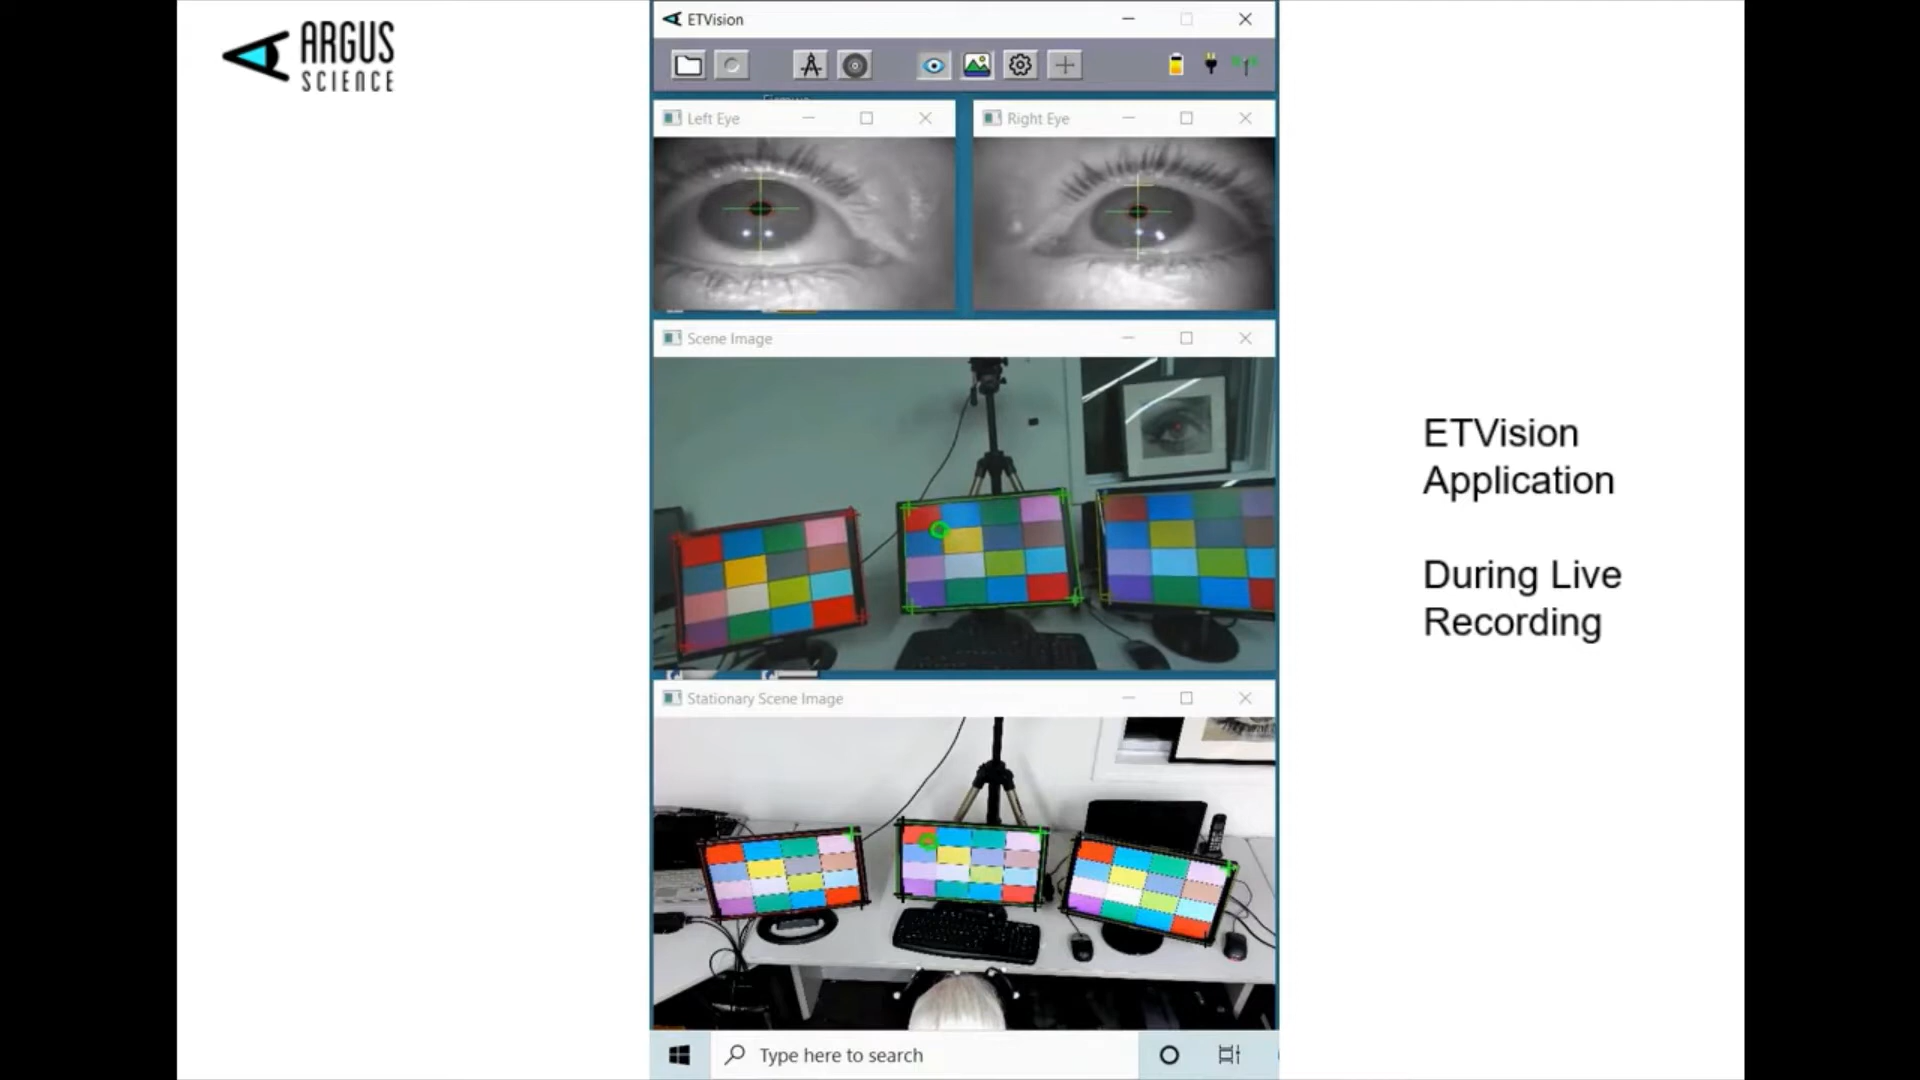 ARGUS
SCIENCE
ETVision
Left Eye
Right Eye
Scene Image
ETVision
Application
During Live
Recording
Stationary Scene Image
Type here to search